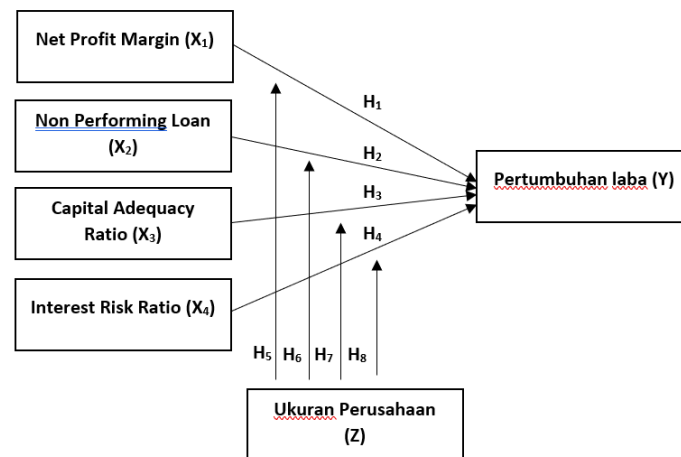 Net Profit Margin (X₁)
H₁
Non Performing Loan
(X₂)
H₂
Pertumbuhan laba (Y)
H₃
Capital Adequacy
Ratio (X₃)
H₄
Interest Risk Ratio (X₄)
H₅ H₆ H₇ H₈
Ukuran Perusahaan
(Z)